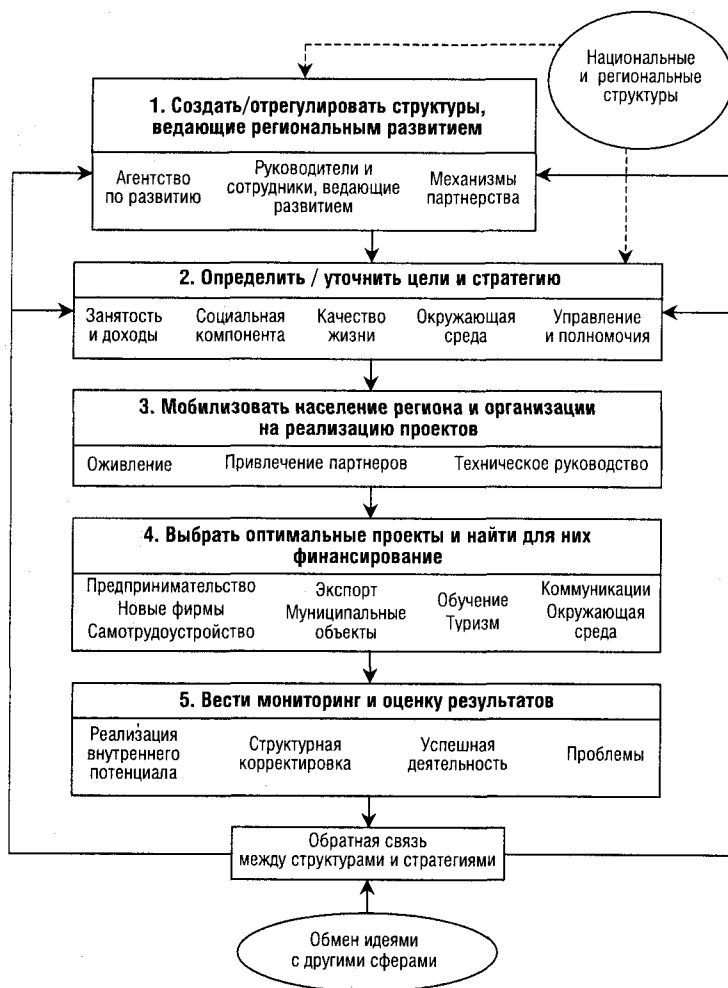 Национальные
и региональные
структуры
1. Создать/отрегулировать структуры,
ведающие региональным развитием
Агентство
по развитию
Руководители и
сотрудники, ведающие
развитием
Механизмы
партнерства
2. Определить / уточнить цели и стратегию
Занятость
и доходы
Социальная
компонента
Качество
жизни
Окружающая
среда
Управление
и полномочия
3. Мобилизовать население региона и организации
на реализацию проектов
Оживление
Привлечение партнеров
Техническое руководство
4. Выбрать оптимальные проекты и найти для них
финансирование
Предпринимательство
Новые фирмы
Самотрудоустройство
Экспорт
Муниципальные
объекты
Обучение
Туризм
Коммуникации
Окружающая
среда
5. Вести мониторинг и оценку результатов
Реализация
внутреннего
потенциала
Структурная
корректировка
Успешная
деятельность
Проблемы
Обратная связь
между структурами и стратегиями
Обмен идеями
с другими сферами